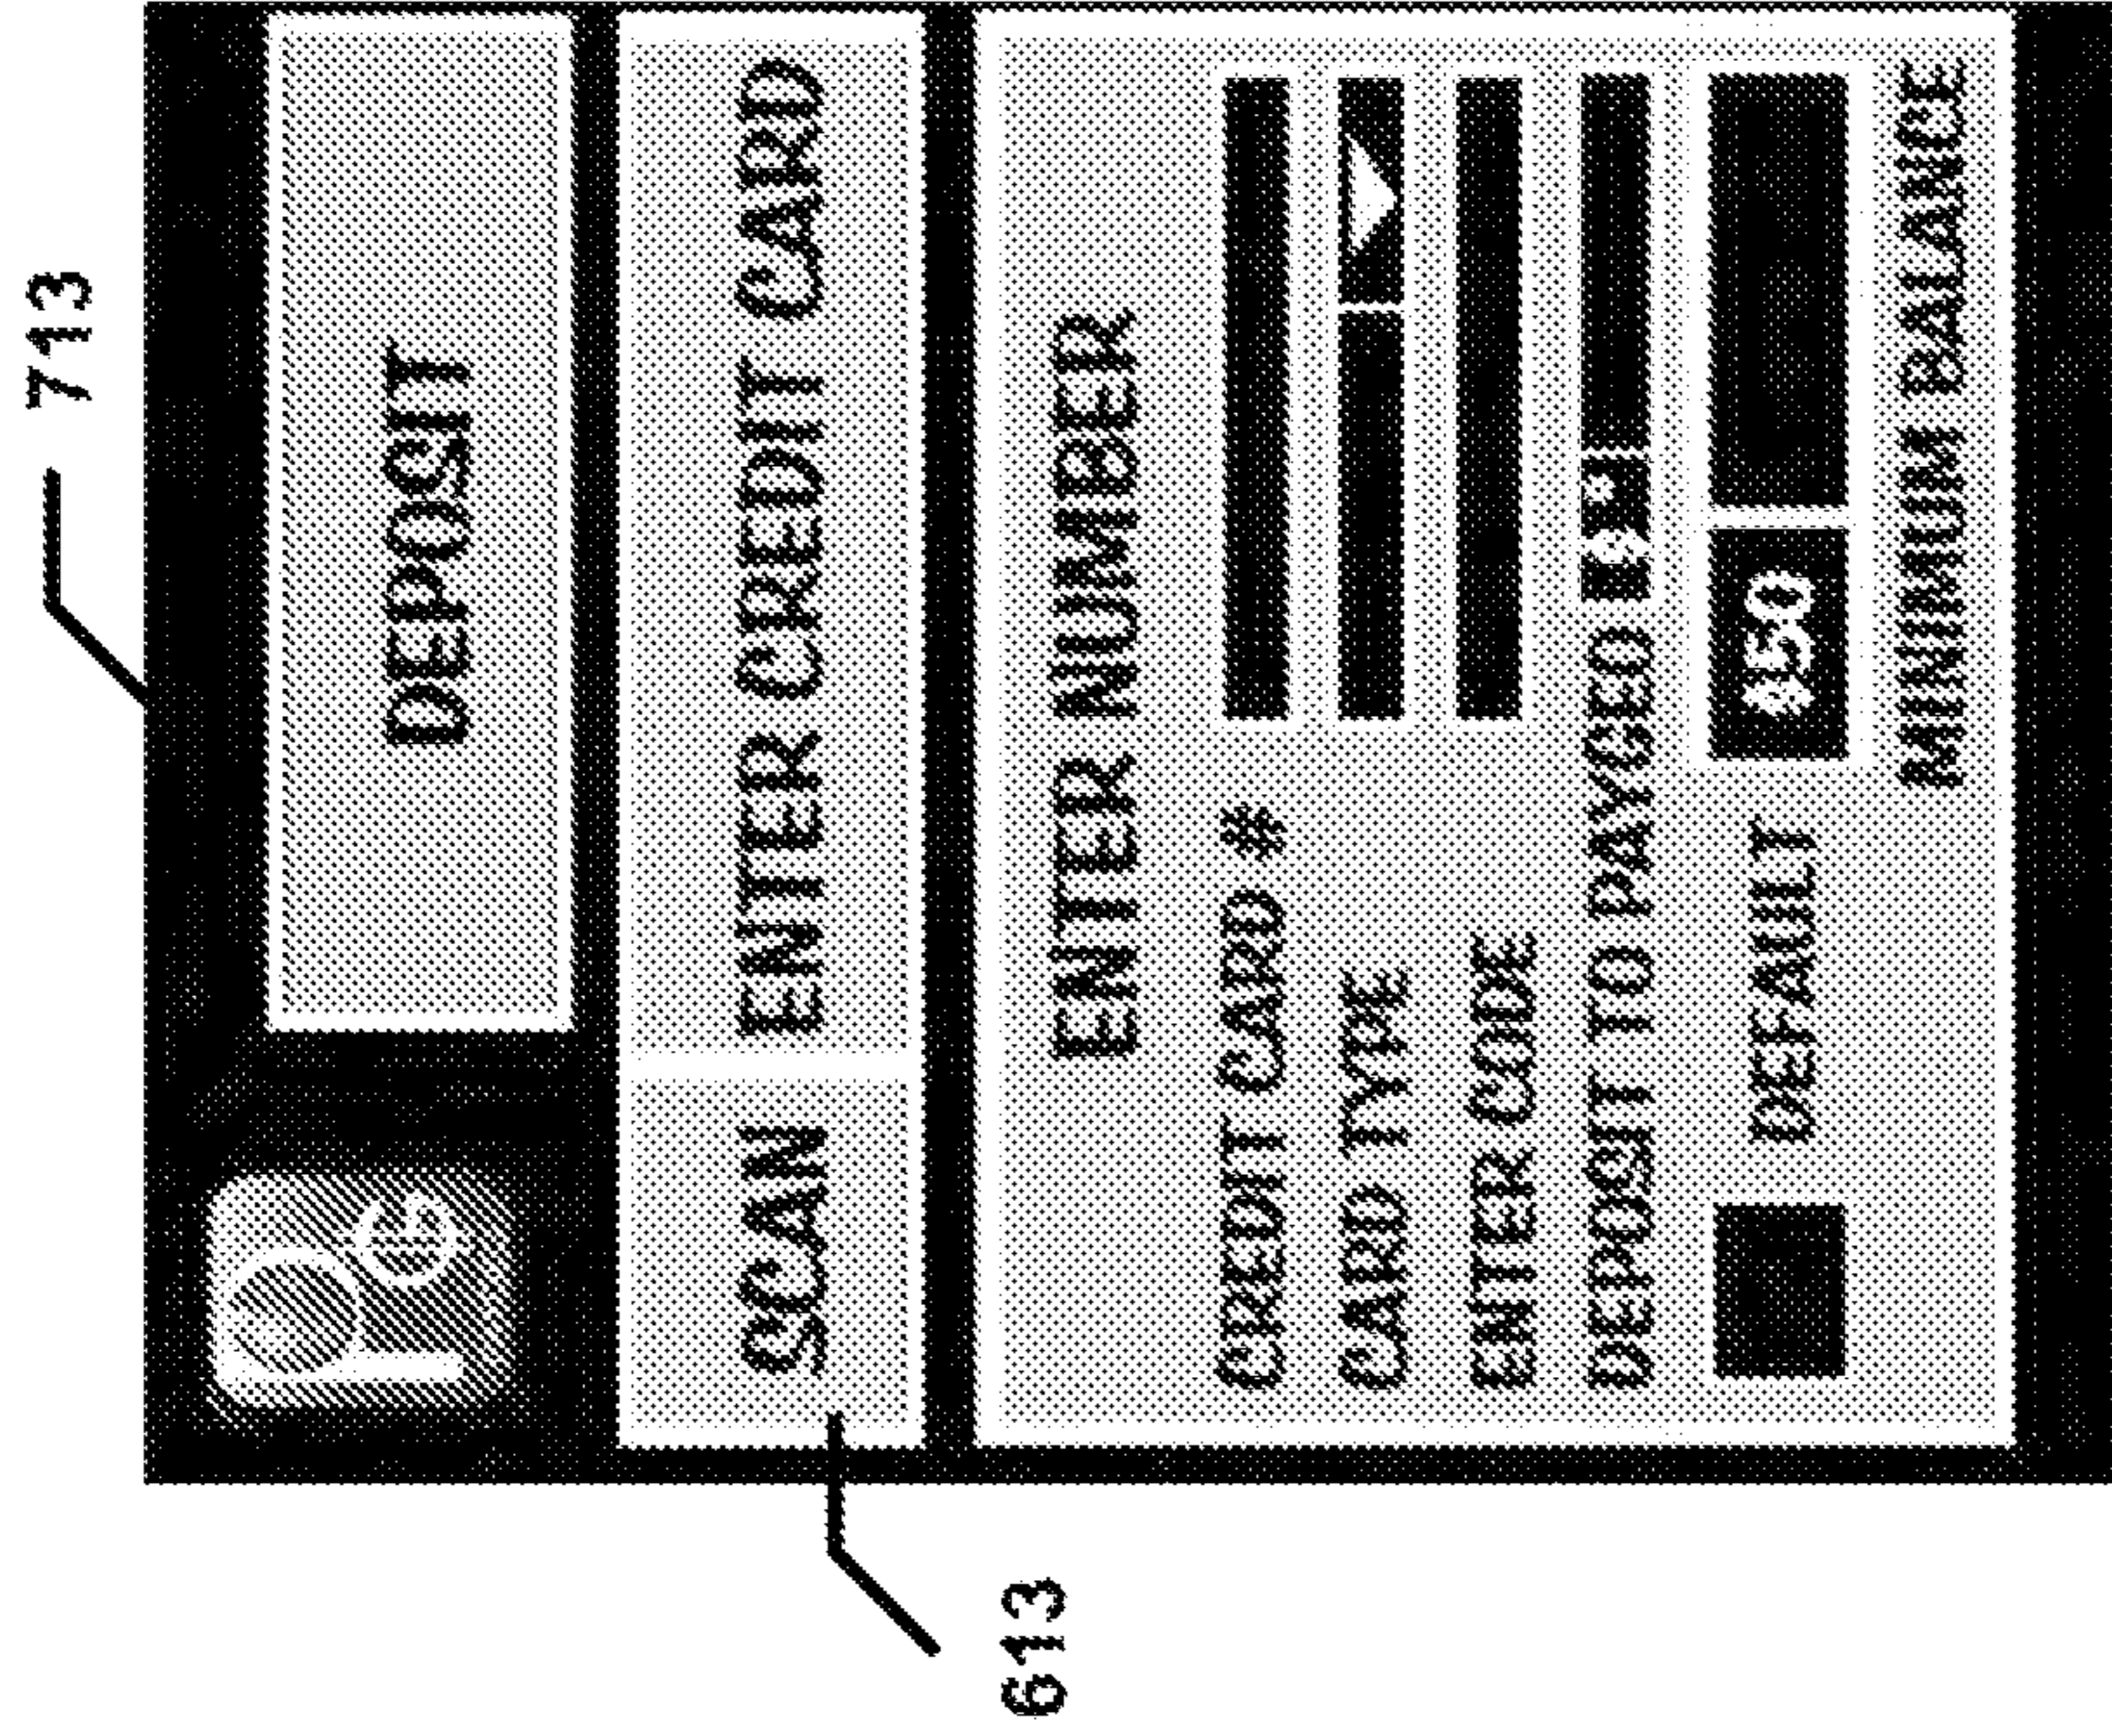 713
DEPOSIT
SCAN ENTER CREDIT CARD
613
ENTER NUMBER
CREDIT CARD #
CARD TYPE
ENTER CODE
DEPOSIT TO PAYGEO
DEFAULT $50
MINIMUM BALANCE